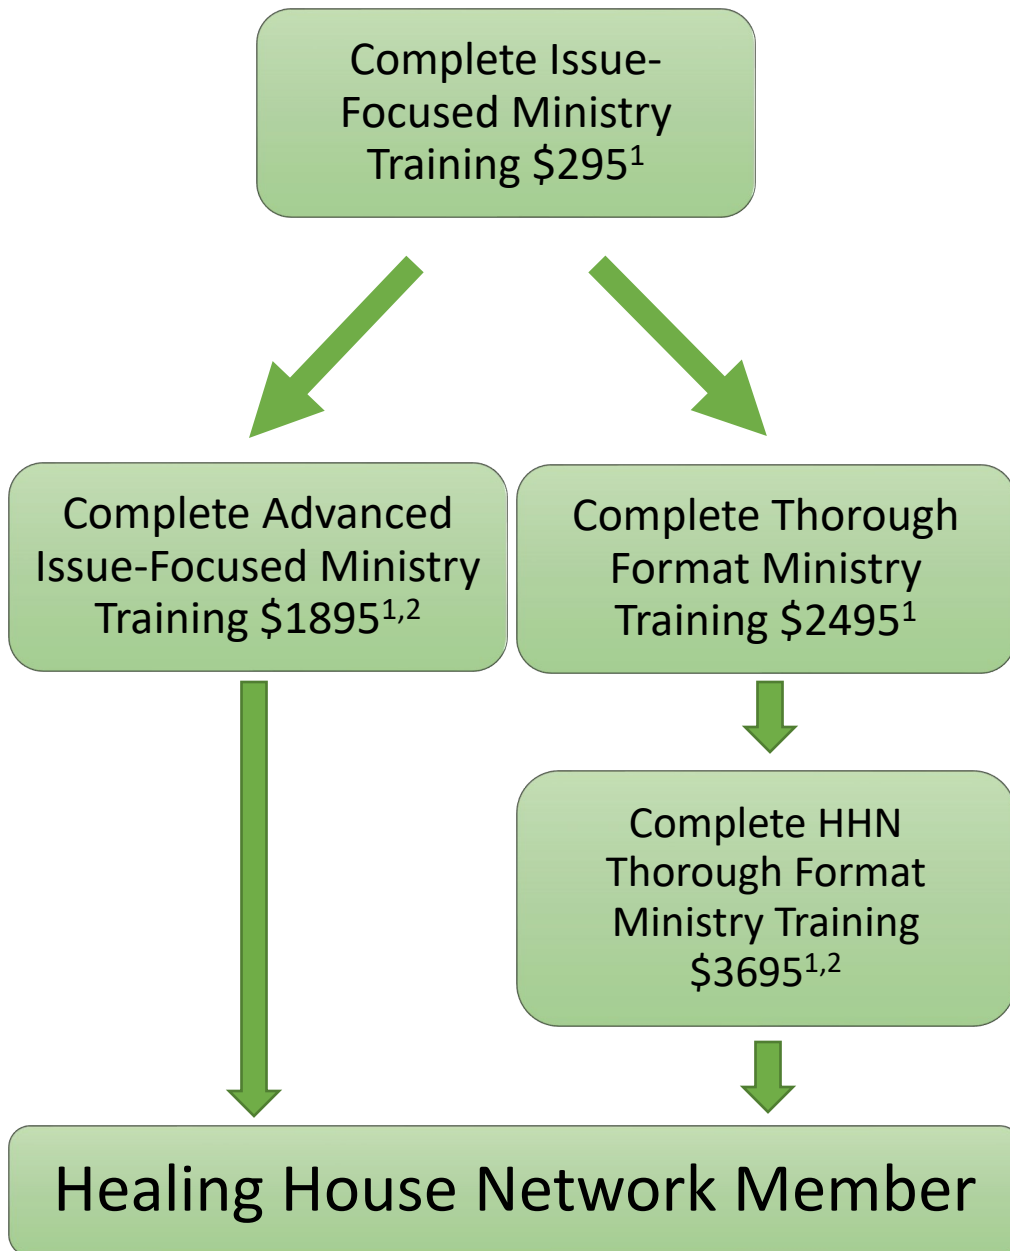 Complete Issue-
Focused Ministry
Training $295¹
Complete Advanced
Issue-Focused Ministry
Training $1895¹,²
Complete Thorough
Format Ministry
Training $2495¹
Complete HHN
Thorough Format
Ministry Training
$3695¹,²
Healing House Network Member